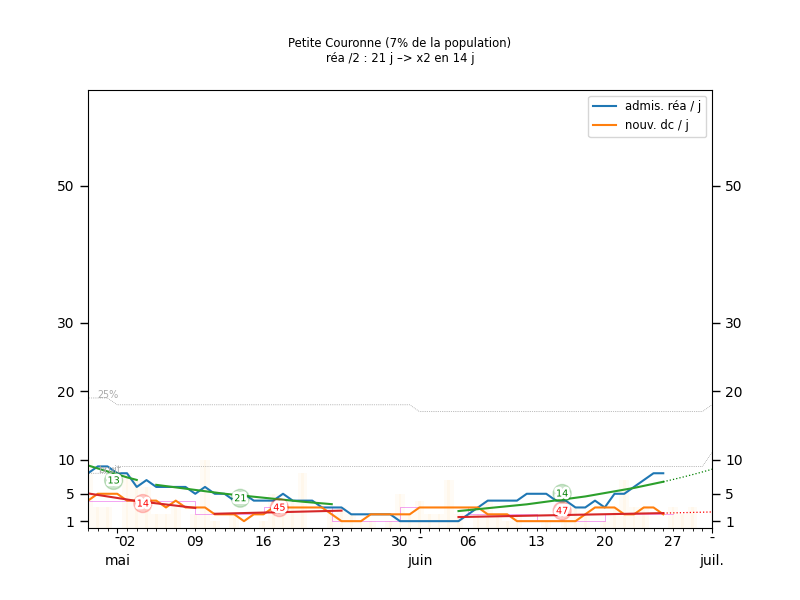 Petite Couronne (7% de la population)
réa /2 : 21 j –> x2 en 14 j
admis. réa / j
nouv. dc / j
50 50
30 30
25%
20 20
10 10
13
14
21
45
14
47
5 5
1 1
02 09 16 23 30 06 13 20 27
mai juin juil.